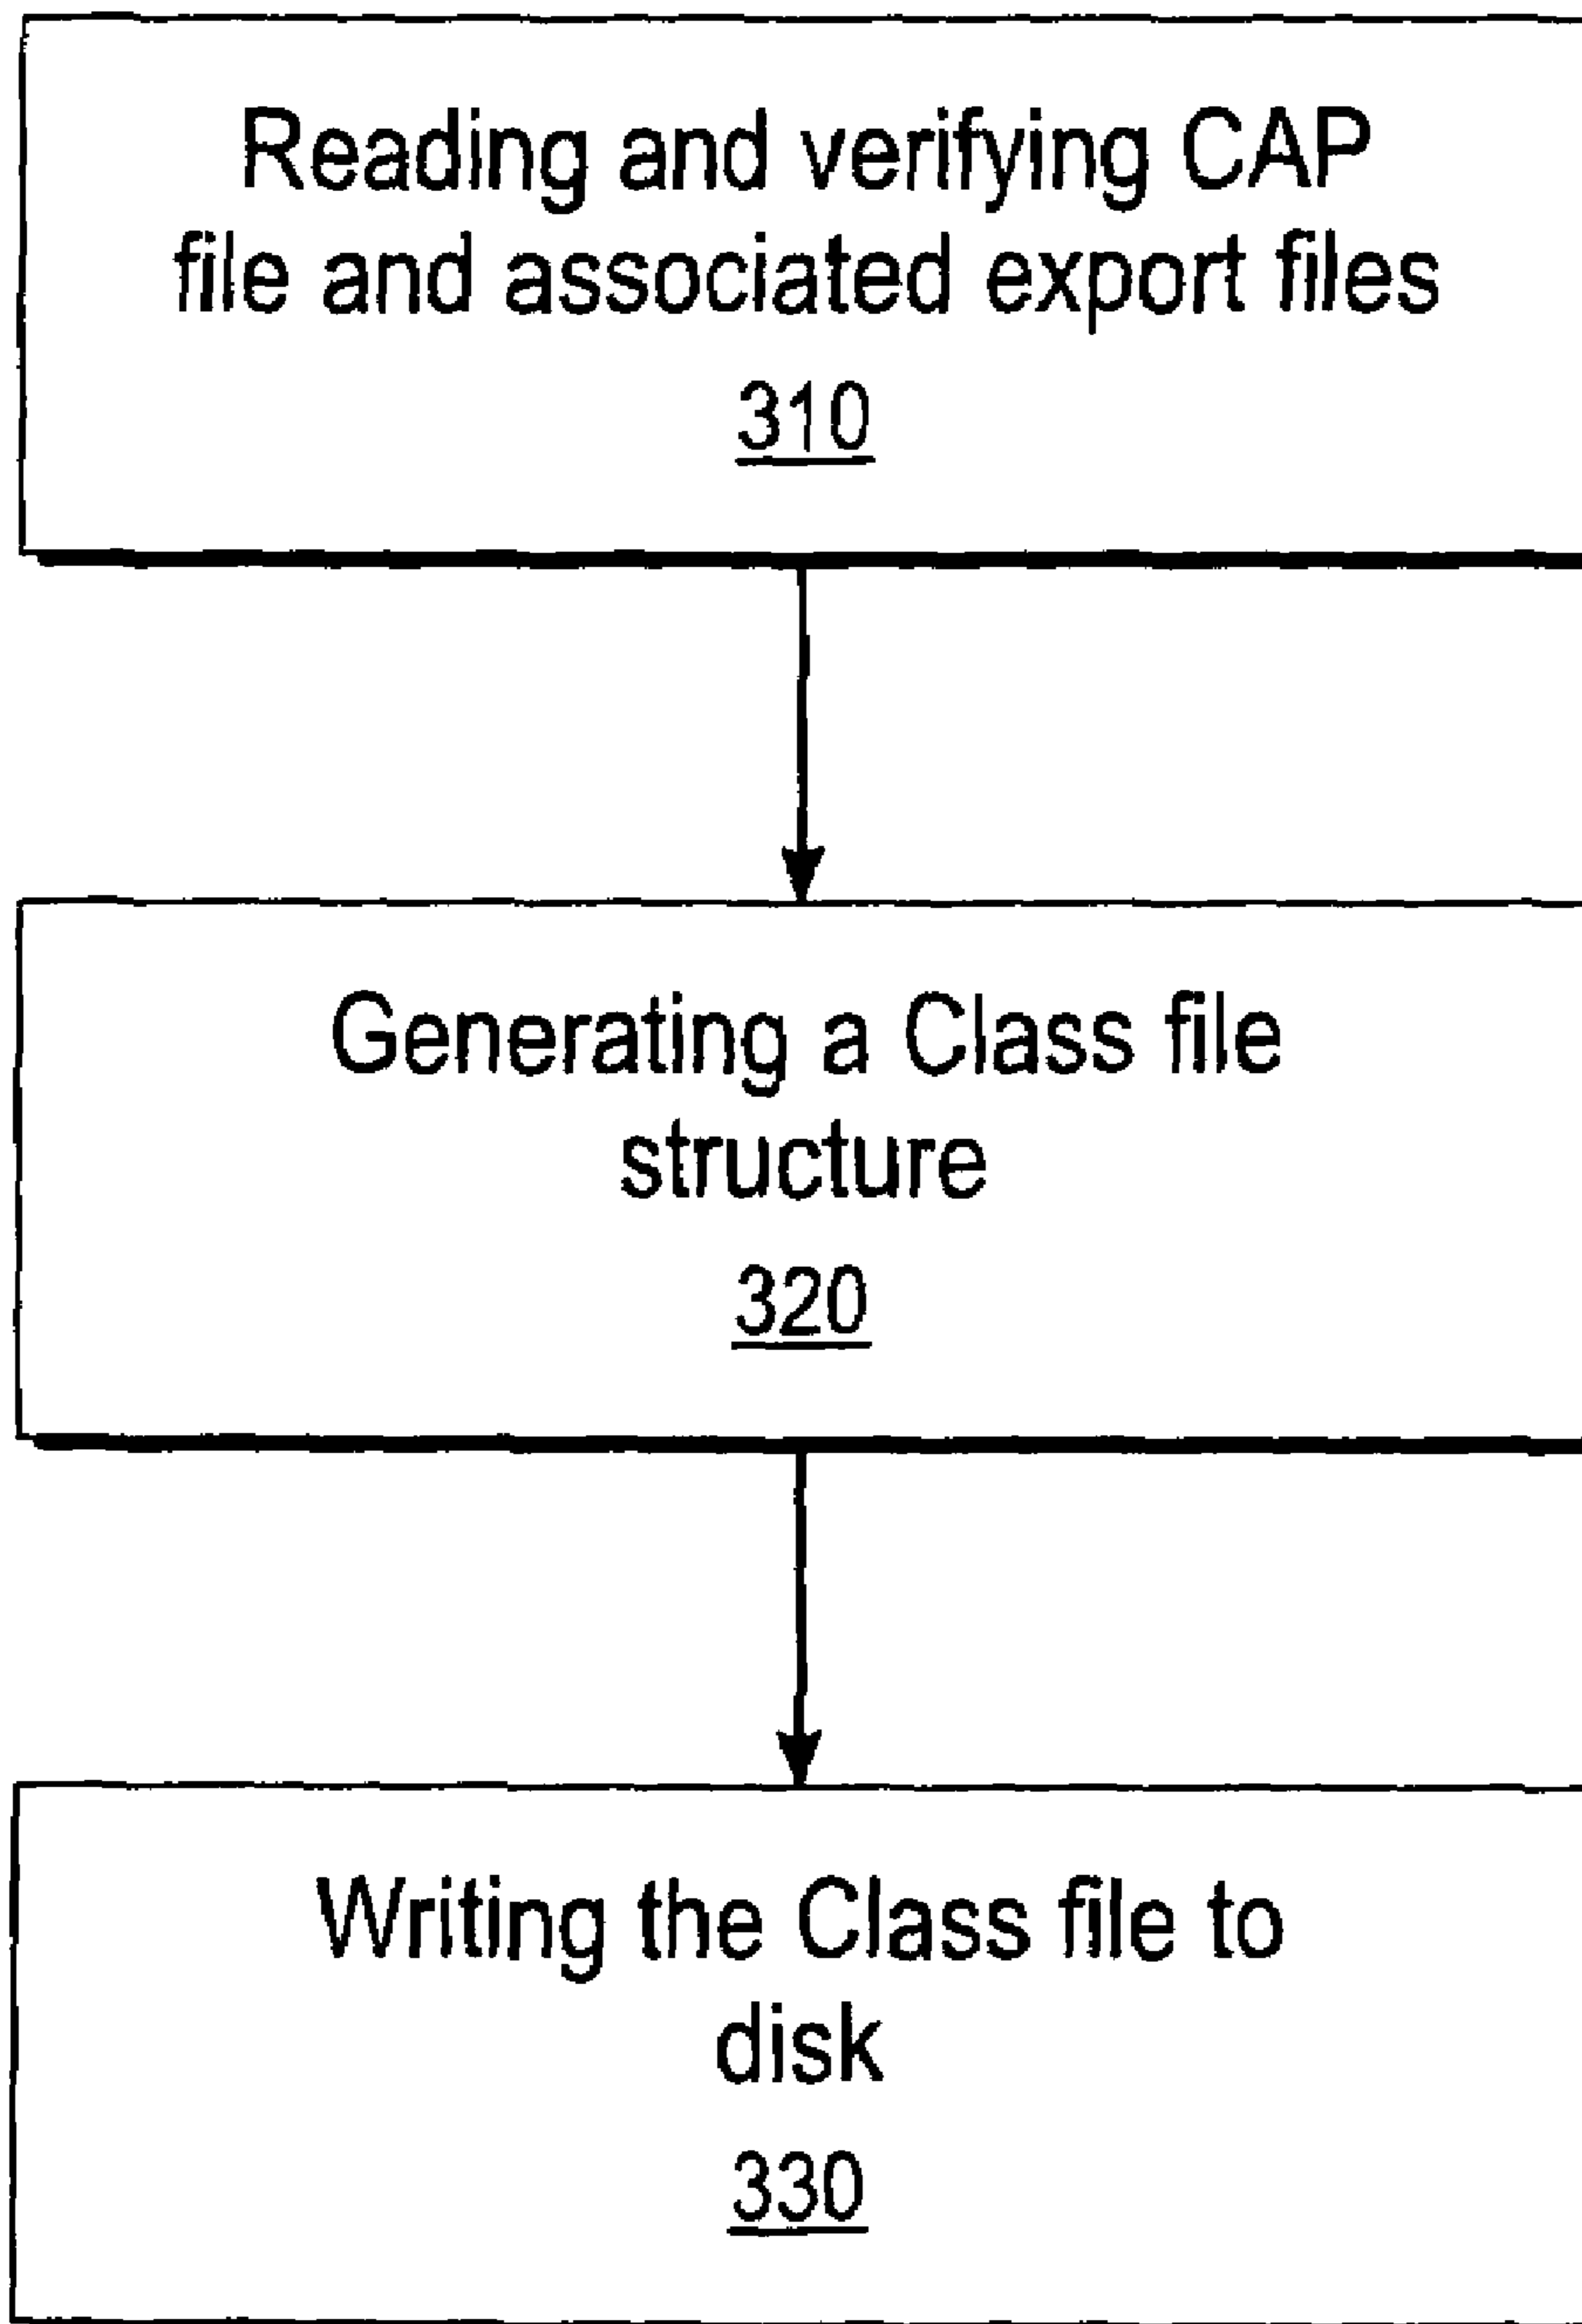 Reading and verifying CAP
file and associated export files
310
Generating a Class file
structure
320
Writing the Class file to
disk
330